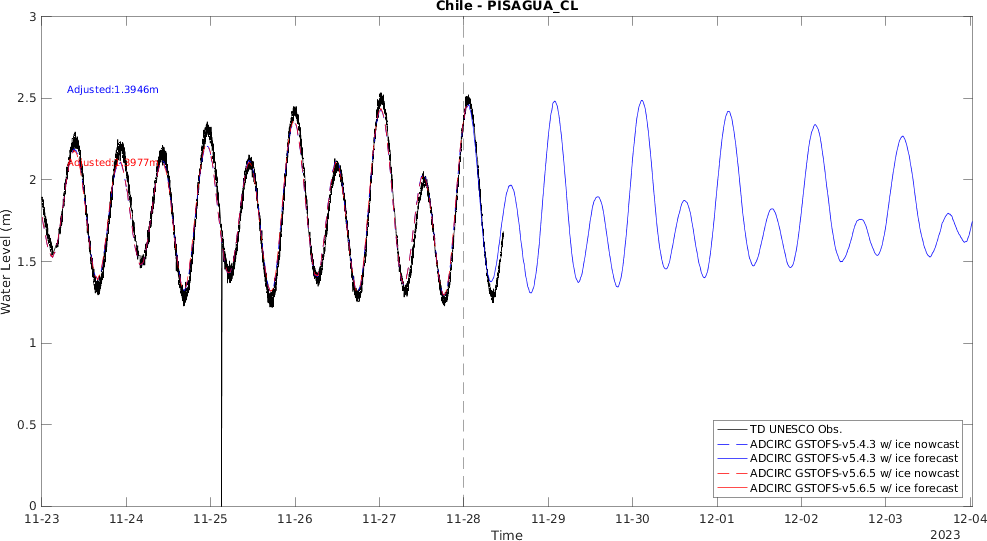 Chile - PISAGUA_CL
Water Level (m)
3
2.5
2
1.5
1
0.5
0
Adjusted:1.3946m
11-23
11-24
11-25
11-26
11-27
11-28
11-29
11-30
12-01
12-02
12-03
12-04
Time
2023
TD UNESCO Obs.
ADCIRC GSTOFS-v5.4.3 w/ ice nowcast
ADCIRC GSTOFS-v5.4.3 w/ ice forecast
ADCIRC GSTOFS-v5.6.5 w/ ice nowcast
ADCIRC GSTOFS-v5.6.5 w/ ice forecast